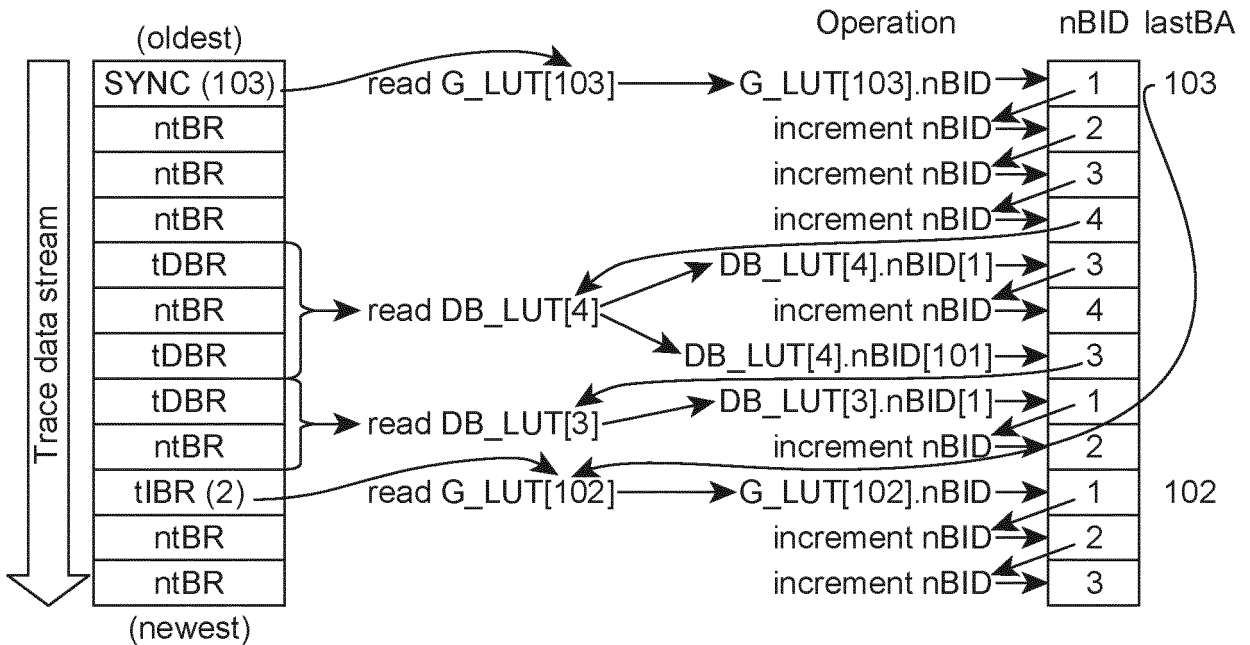 Operation nBID lastBA
(oldest)
SYNC (103) read G_LUT[103] G_LUT[103].nBID 1 103
ntBR increment nBID 2
ntBR increment nBID 3
ntBR increment nBID 4
tDBR DB_LUT[4].nBID[1] 3
ntBR read DB_LUT[4] increment nBID 4
tDBR DB_LUT[4].nBID[101] 3
tDBR DB_LUT[3].nBID[1] 1
read DB_LUT[3]
ntBR increment nBID 2
tIBR (2) read G_LUT[102] G_LUT[102].nBID 1 102
ntBR increment nBID 2
ntBR increment nBID 3
(newest)
Trace data stream